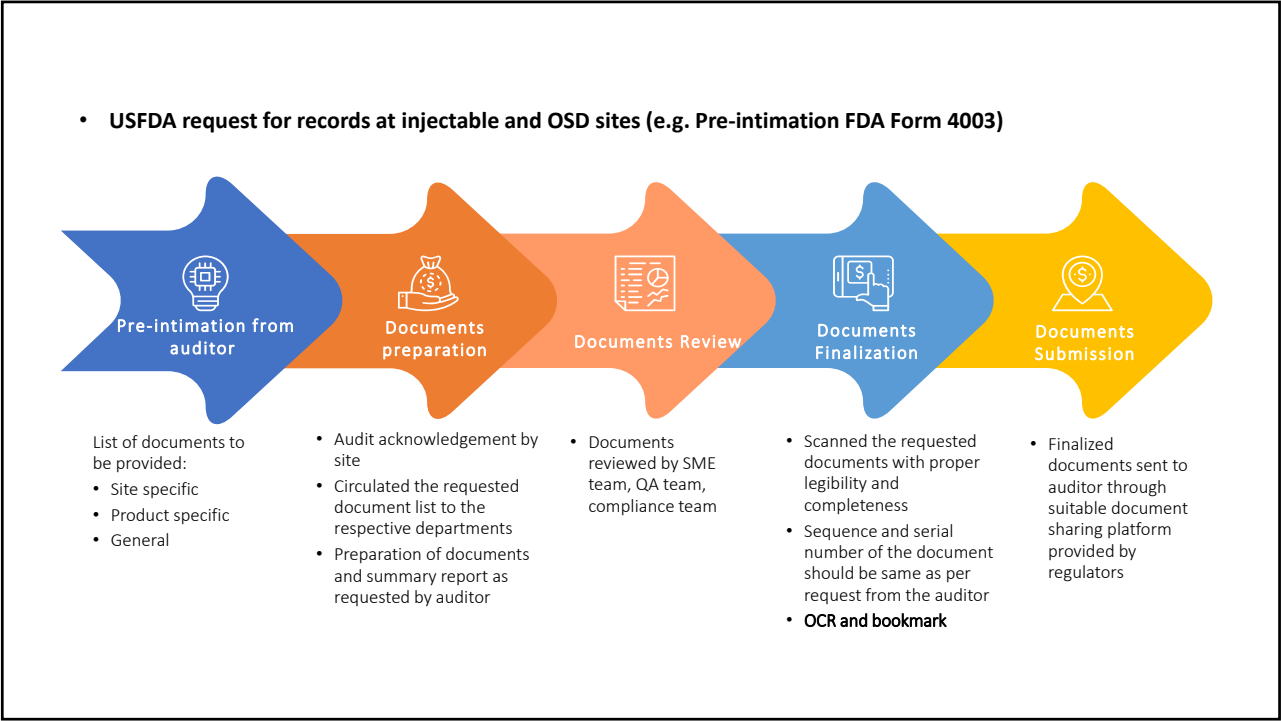 • USFDA request for records at injectable and OSD sites (e.g. Pre-intimation FDA Form 4003)
Pre-intimation from
auditor
Documents
preparation
Documents Review
Documents
Finalization
Documents
Submission
List of documents to
be provided:
• Site specific
• Product specific
• General
• Audit acknowledgement by
site
• Circulated the requested
document list to the
respective departments
• Preparation of documents
and summary report as
requested by auditor
• Documents
reviewed by SME
team, QA team,
compliance team
• Scanned the requested
documents with proper
legibility and
completeness
• Sequence and serial
number of the document
should be same as per
request from the auditor
• OCR and bookmark
• Finalized
documents sent to
auditor through
suitable document
sharing platform
provided by
regulators